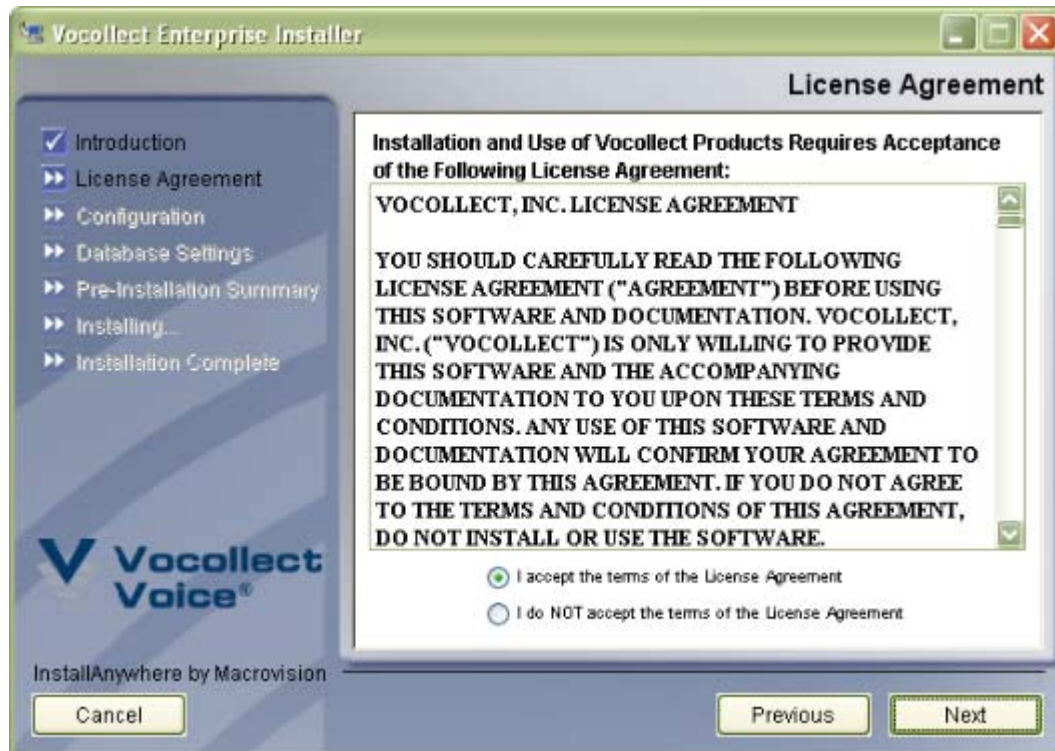 Vocollect Enterprise Installer
License Agreement
Introduction
License Agreement
Configuration
Database Settings
Pre-Installation Summary
Installing...
Installation Complete
Vocollect
Voice®
Installation and Use of Vocollect Products Requires Acceptance
of the Following License Agreement:
VOCOLLECT, INC. LICENSE AGREEMENT
YOU SHOULD CAREFULLY READ THE FOLLOWING
LICENSE AGREEMENT ("AGREEMENT") BEFORE USING
THIS SOFTWARE AND DOCUMENTATION. VOCOLLECT,
INC. ("VOCOLLECT") IS ONLY WILLING TO PROVIDE
THIS SOFTWARE AND THE ACCOMPANYING
DOCUMENTATION TO YOU UPON THESE TERMS AND
CONDITIONS. ANY USE OF THIS SOFTWARE AND
DOCUMENTATION WILL CONFIRM YOUR AGREEMENT TO
BE BOUND BY THIS AGREEMENT. IF YOU DO NOT AGREE
TO THE TERMS AND CONDITIONS OF THIS AGREEMENT,
DO NOT INSTALL OR USE THE SOFTWARE.
I accept the terms of the License Agreement
I do NOT accept the terms of the License Agreement
InstallAnywhere by Macrovision
Cancel
Previous
Next